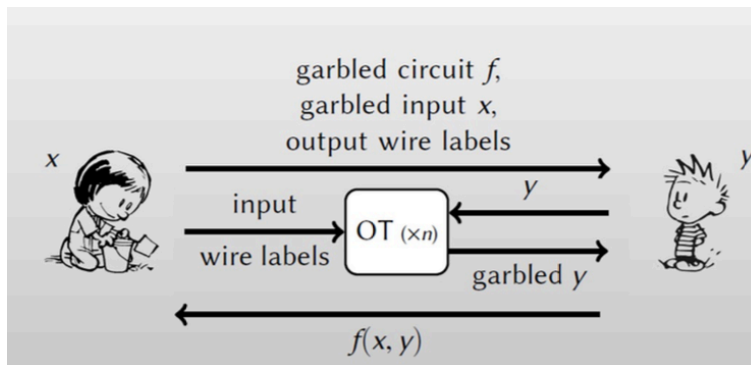 garbled circuit f,
garbled input x,
output wire labels
x
y
y
input
wire labels
OT (×n)
garbled y
f(x, y)